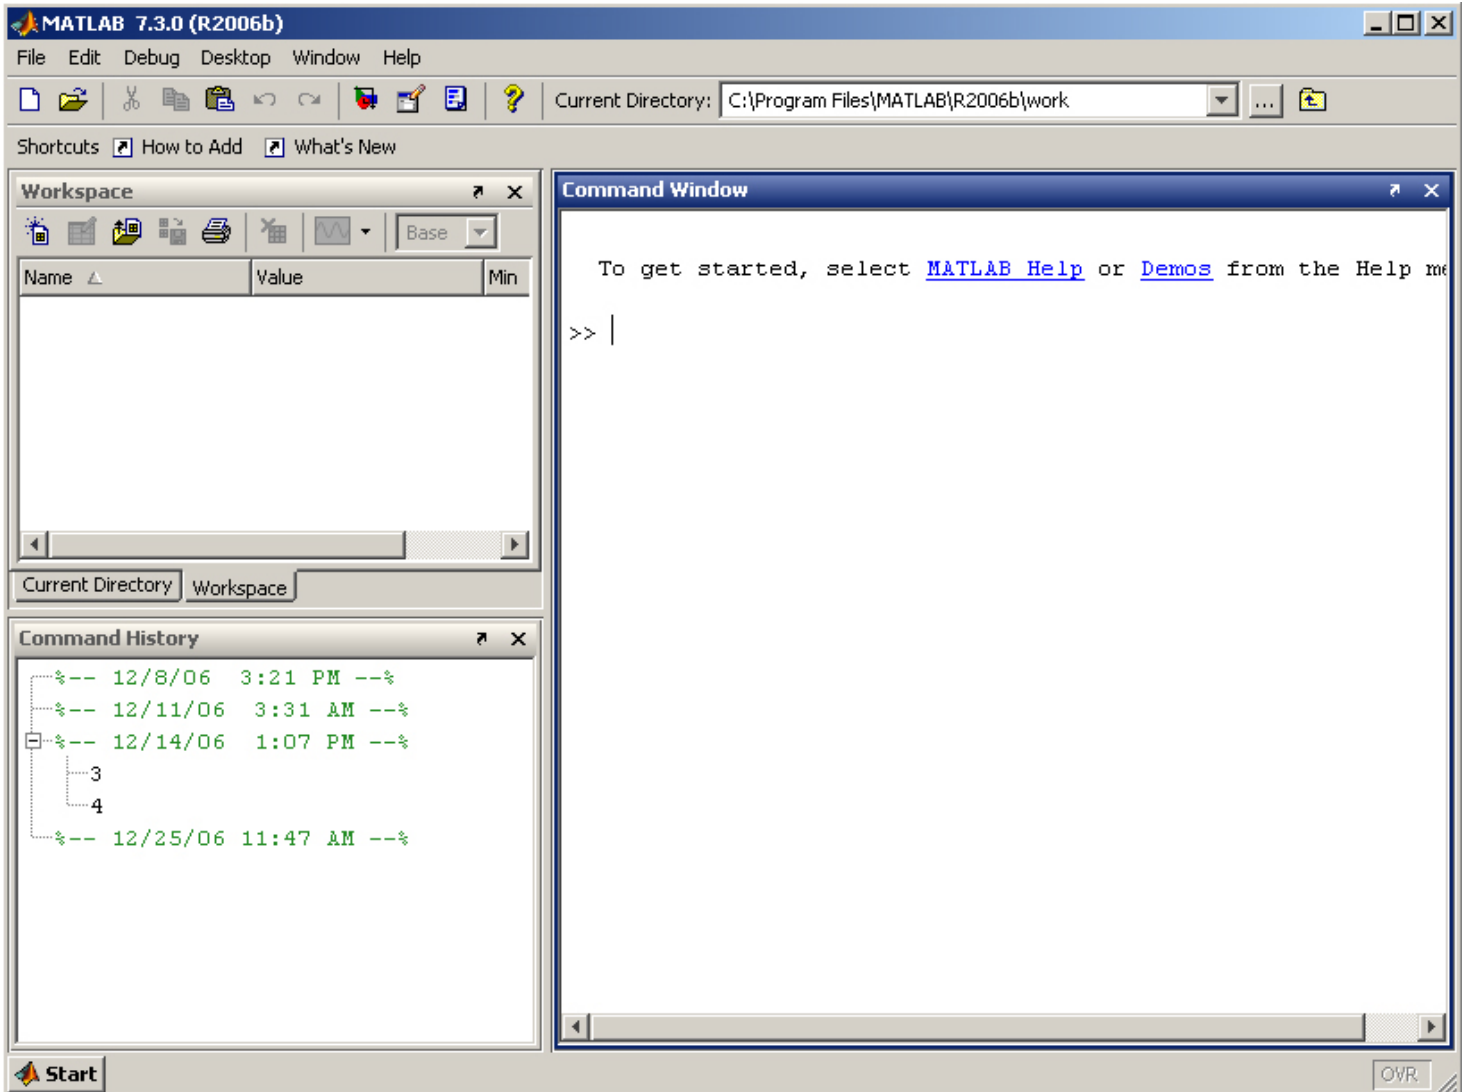 MATLAB 7.3.0 (R2006b)
File Edit Debug Desktop Window Help
Current Directory: C:\Program Files\MATLAB\R2006b\work
Shortcuts How to Add What's New
Workspace
Base
Name Value Min
Current Directory Workspace
Command History
%-- 12/8/06 3:21 PM --%
%-- 12/11/06 3:31 AM --%
%-- 12/14/06 1:07 PM --%
3
4
%-- 12/25/06 11:47 AM --%
Command Window
To get started, select MATLAB Help or Demos from the Help me
>>
Start
OVR